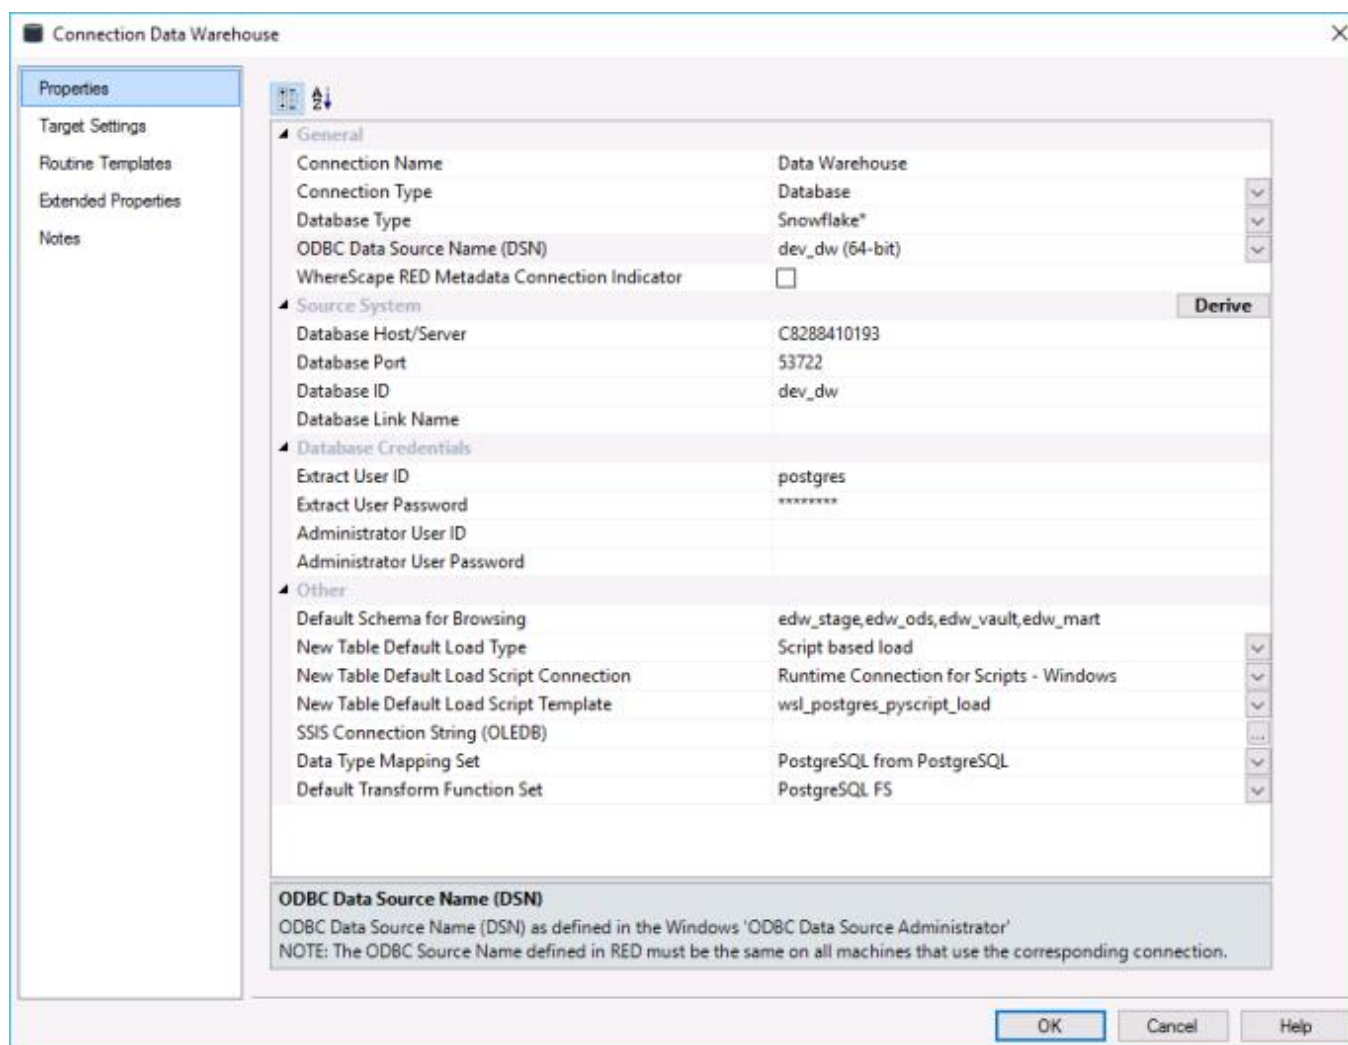 Connection Data Warehouse
Properties
Target Settings
Routine Templates
Extended Properties
Notes
General
Connection Name Data Warehouse
Connection Type Database
Database Type Snowflake*
ODBC Data Source Name (DSN) dev_dw (64-bit)
WhereScape RED Metadata Connection Indicator
Source System Derive
Database Host/Server C8288410193
Database Port 53722
Database ID dev_dw
Database Link Name
Database Credentials
Extract User ID postgres
Extract User Password ********
Administrator User ID
Administrator User Password
Other
Default Schema for Browsing edw_stage,edw_ods,edw_vault,edw_mart
New Table Default Load Type Script based load
New Table Default Load Script Connection Runtime Connection for Scripts - Windows
New Table Default Load Script Template wsl_postgres_pyscript_load
SSIS Connection String (OLEDB) ...
Data Type Mapping Set PostgreSQL from PostgreSQL
Default Transform Function Set PostgreSQL FS
ODBC Data Source Name (DSN)
ODBC Data Source Name (DSN) as defined in the Windows 'ODBC Data Source Administrator'
NOTE: The ODBC Source Name defined in RED must be the same on all machines that use the corresponding connection.
OK Cancel Help